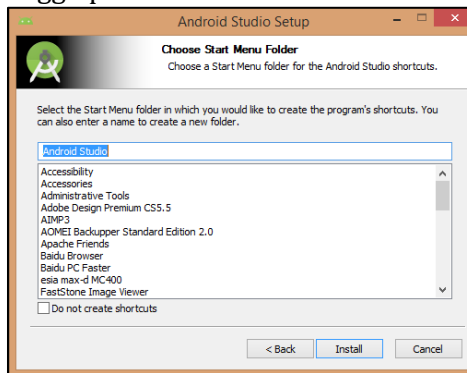 Android Studio Setup
Choose Start Menu Folder
Choose a Start Menu folder for the Android Studio shortcuts.
Select the Start Menu folder in which you would like to create the program's shortcuts. You
can also enter a name to create a new folder.
Android Studio
Accessibility
Accessories
Administrative Tools
Adobe Design Premium CS5.5
AIMP3
AOMEI Backupper Standard Edition 2.0
Apache Friends
Baidu Browser
Baidu PC Faster
esia max-d MC400
FastStone Image Viewer
Do not create shortcuts
< Back
Install
Cancel